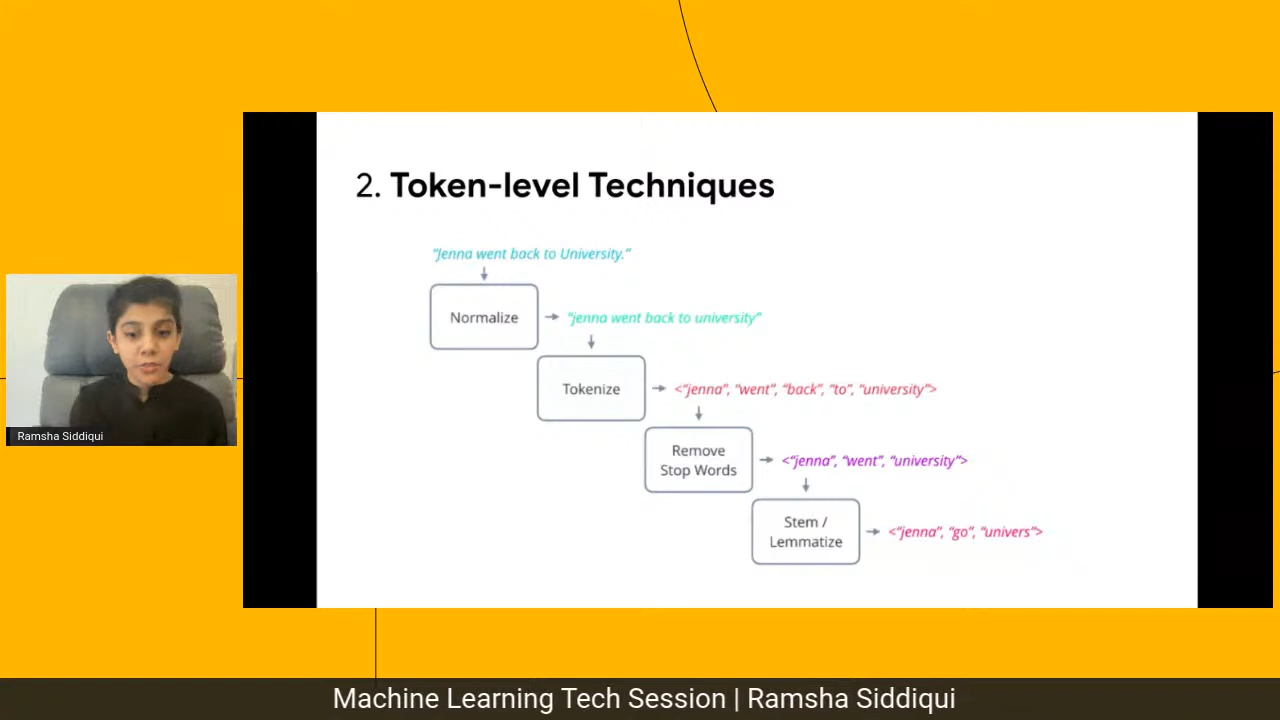 2. Token-level Techniques
“Jenna went back to University.”
Normalize
“jenna went back to university”
Tokenize
<“jenna”, “went”, “back”, “to”, “university”>
Remove
Stop Words
<“jenna”, “went”, “university”>
Stem /
Lemmatize
<“jenna”, “go”, “univers”>
Ramsha Siddiqui
Machine Learning Tech Session | Ramsha Siddiqui